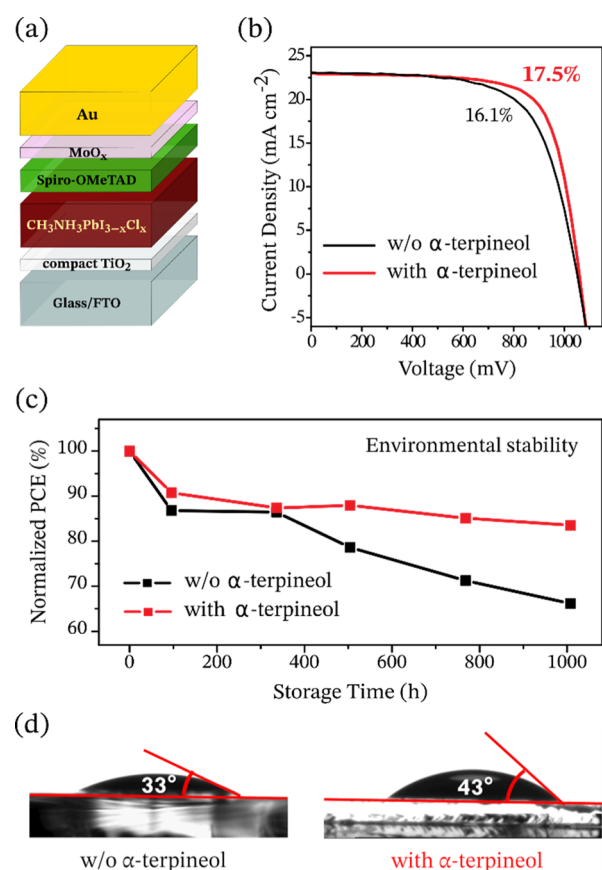 (a)
Au
MoOₓ
Spiro-OMeTAD
CH₃NH₃PbI₃₋ₓClₓ
compact TiO₂
Glass/FTO
(b)
Current Density (mA cm⁻²)
25
20
15
10
5
0
-5
17.5%
16.1%
w/o α-terpineol
with α-terpineol
0
200
400
600
800
1000
Voltage (mV)
(c)
Normalized PCE (%)
100
90
80
70
60
Environmental stability
w/o α-terpineol
with α-terpineol
0
200
400
600
800
1000
Storage Time (h)
(d)
33°
43°
w/o α-terpineol
with α-terpineol